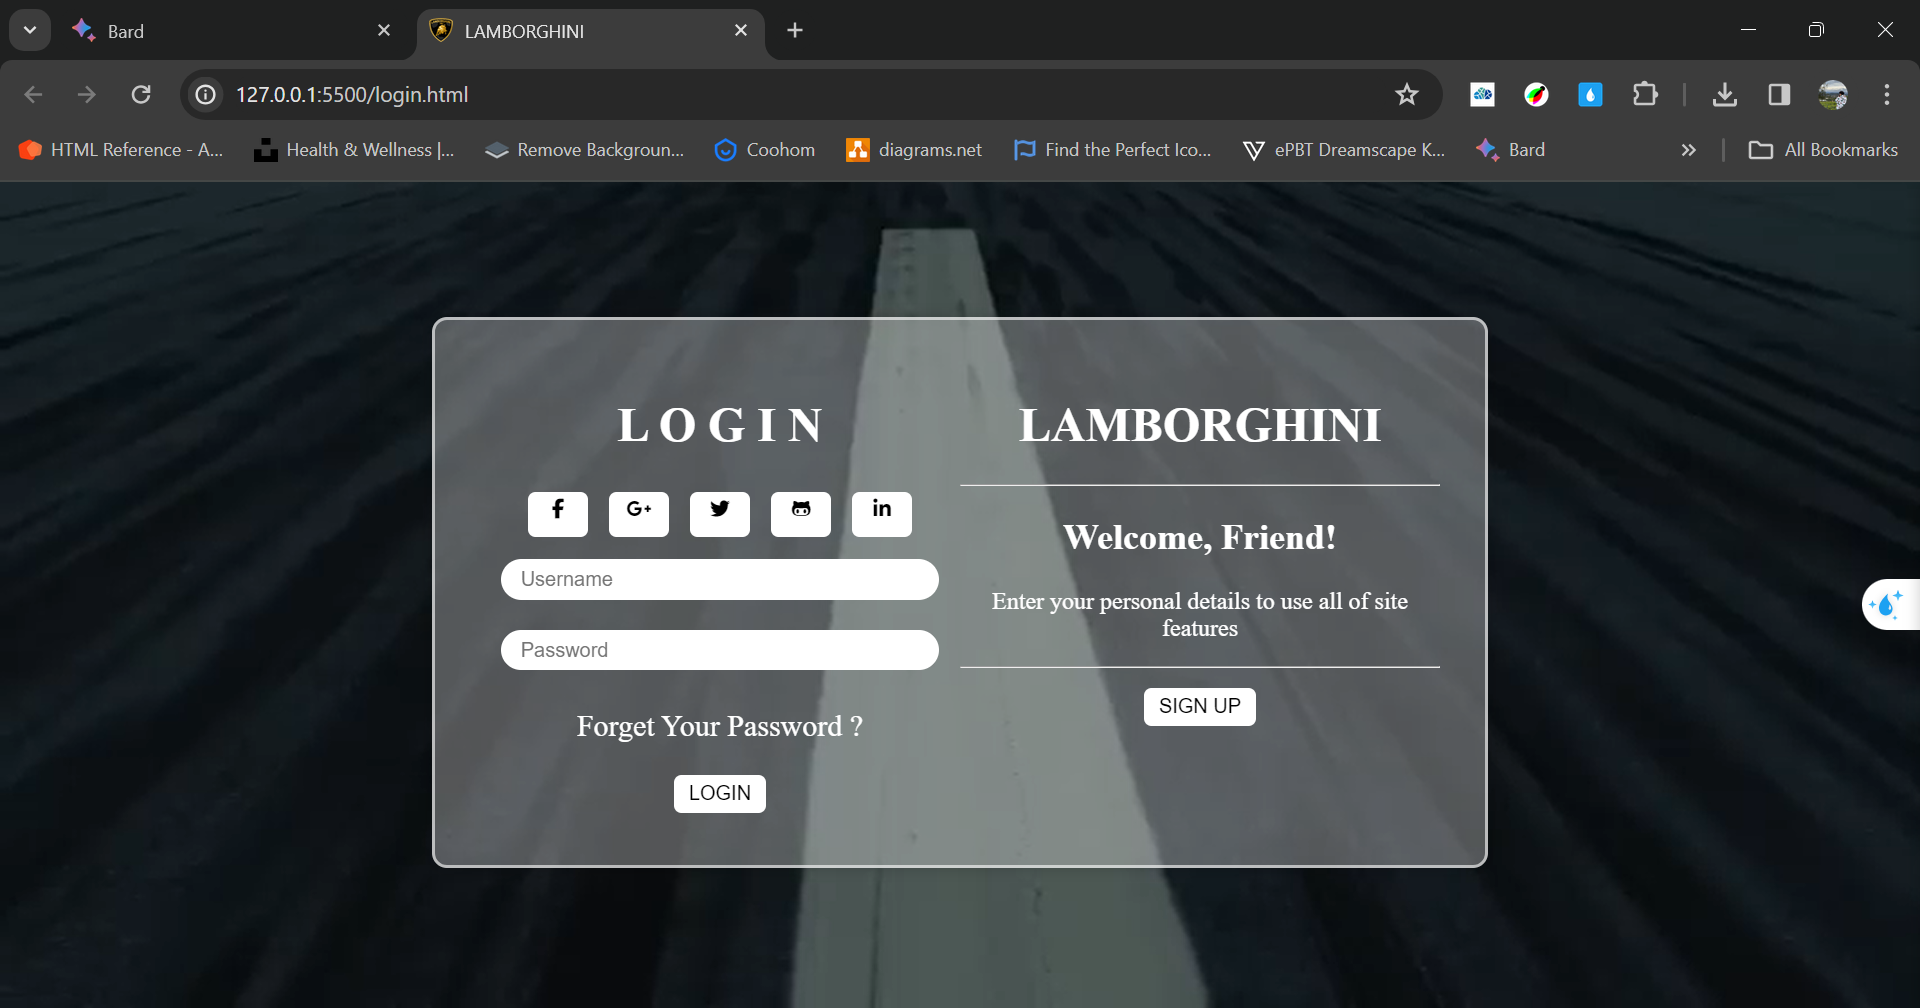 Bard
LAMBORGHINI
127.0.0.1:5500/login.html
HTML Reference - A...
Health & Wellness |...
Remove Backgroun...
Coohom
diagrams.net
Find the Perfect Ico...
ePBT Dreamscape K...
Bard
All Bookmarks
L O G I N
f
G+
in
Username
Password
Forget Your Password ?
LOGIN
LAMBORGHINI
Welcome, Friend!
Enter your personal details to use all of site
features
SIGN UP